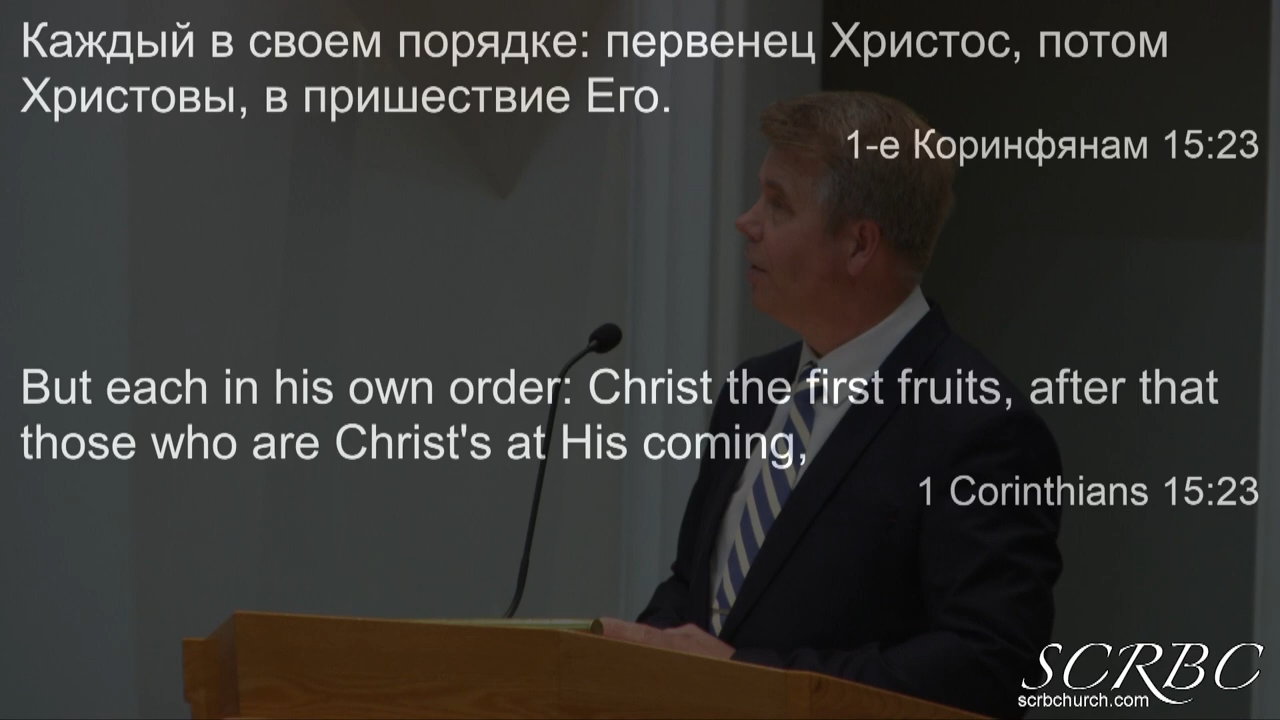 Каждый в своем порядке: первенец Христос, потом
Христовы, в пришествие Его.
1-е Коринфянам 15:23
But each in his own order: Christ the first fruits, after that
those who are Christ's at His coming,
1 Corinthians 15:23
SCRBC
scrbchurch.com